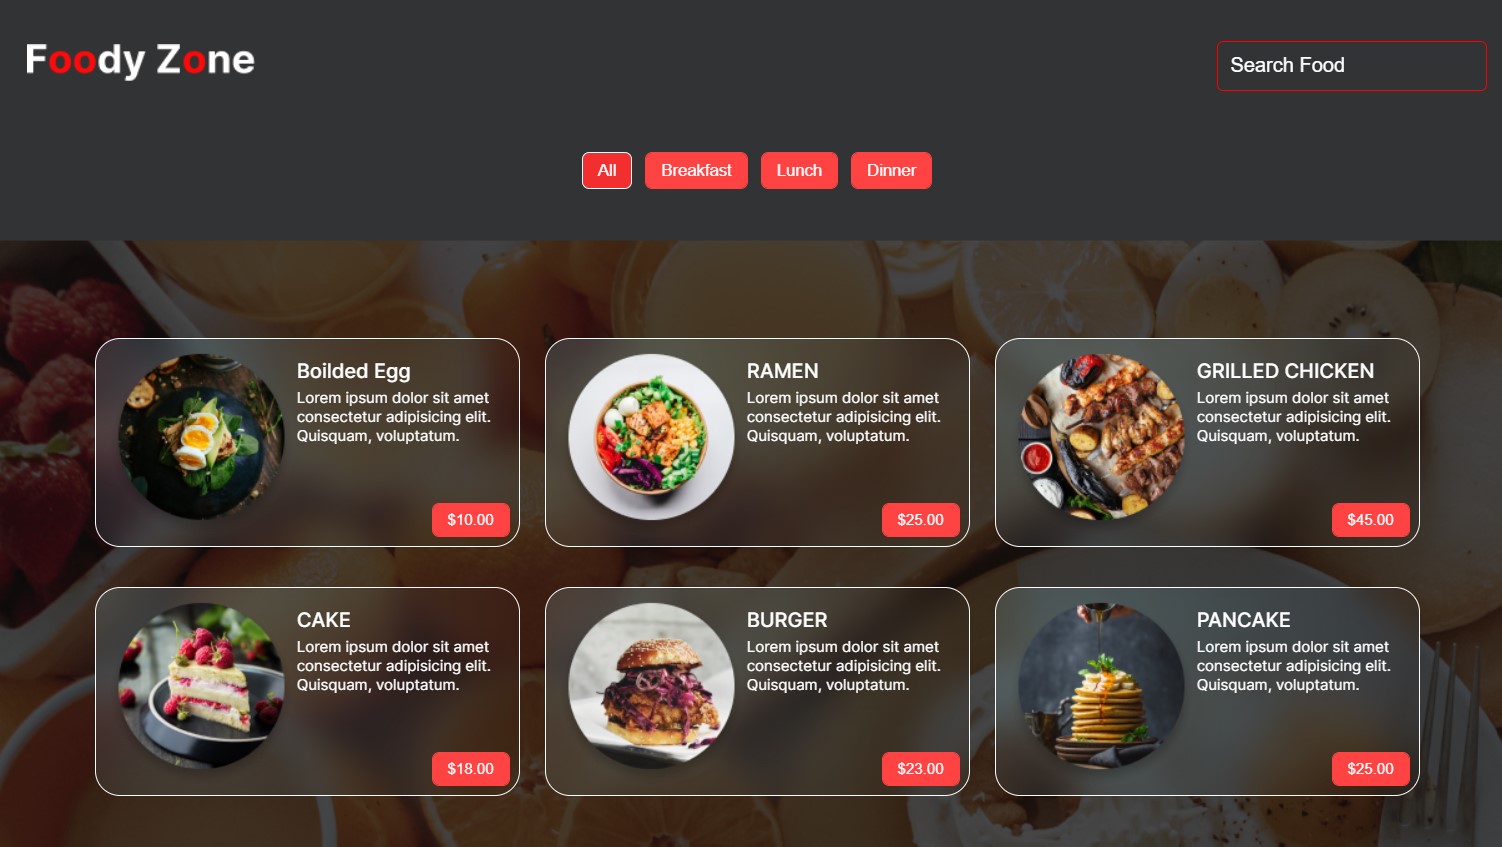 Foody Zone
Search Food
All
Breakfast
Lunch
Dinner
Boilded Egg
Lorem ipsum dolor sit amet
consectetur adipisicing elit.
Quisquam, voluptatum.
$10.00
RAMEN
Lorem ipsum dolor sit amet
consectetur adipisicing elit.
Quisquam, voluptatum.
$25.00
GRILLED CHICKEN
Lorem ipsum dolor sit amet
consectetur adipisicing elit.
Quisquam, voluptatum.
$45.00
CAKE
Lorem ipsum dolor sit amet
consectetur adipisicing elit.
Quisquam, voluptatum.
$18.00
BURGER
Lorem ipsum dolor sit amet
consectetur adipisicing elit.
Quisquam, voluptatum.
$23.00
PANCAKE
Lorem ipsum dolor sit amet
consectetur adipisicing elit.
Quisquam, voluptatum.
$25.00